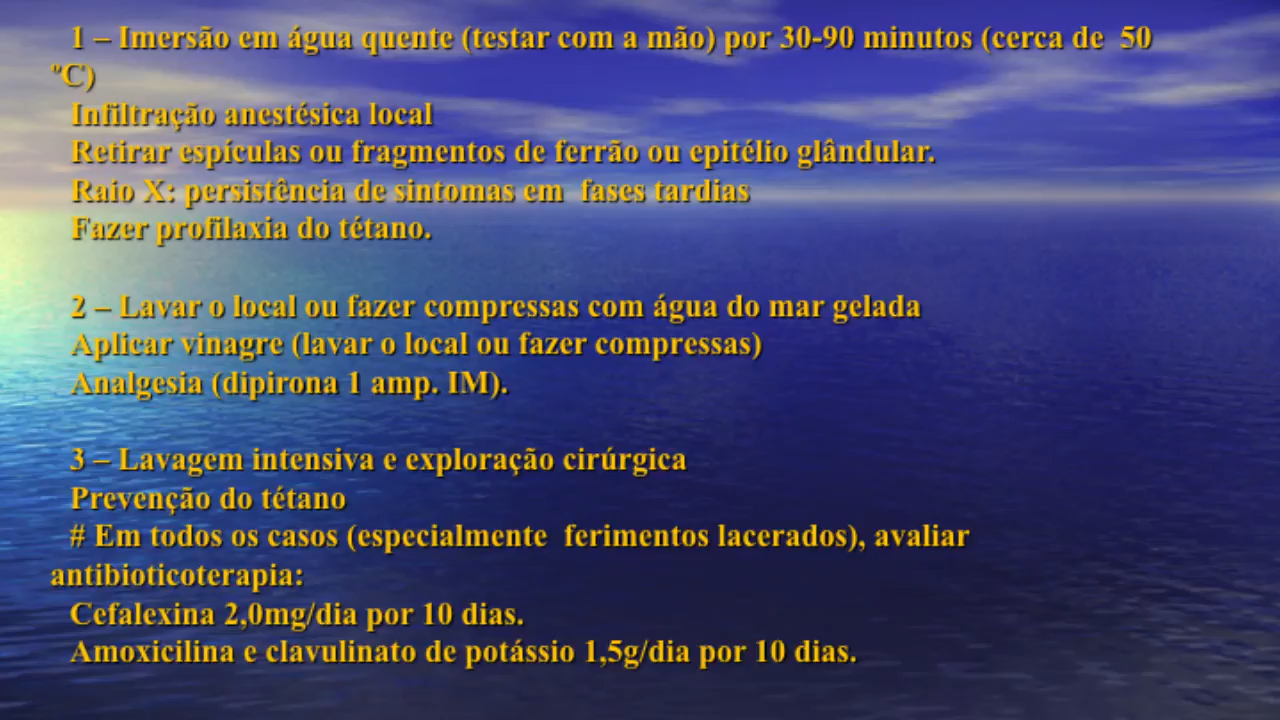 1 – Imersão em água quente (testar com a mão) por 30-90 minutos (cerca de 50
ºC)
Infiltração anestésica local
Retirar espículas ou fragmentos de ferrão ou epitélio glândular.
Raio X: persistência de sintomas em fases tardias
Fazer profilaxia do tétano.
2 – Lavar o local ou fazer compressas com água do mar gelada
Aplicar vinagre (lavar o local ou fazer compressas)
Analgesia (dipirona 1 amp. IM).
3 – Lavagem intensiva e exploração cirúrgica
Prevenção do tétano
# Em todos os casos (especialmente ferimentos lacerados), avaliar
antibioticoterapia:
Cefalexina 2,0mg/dia por 10 dias.
Amoxicilina e clavulinato de potássio 1,5g/dia por 10 dias.